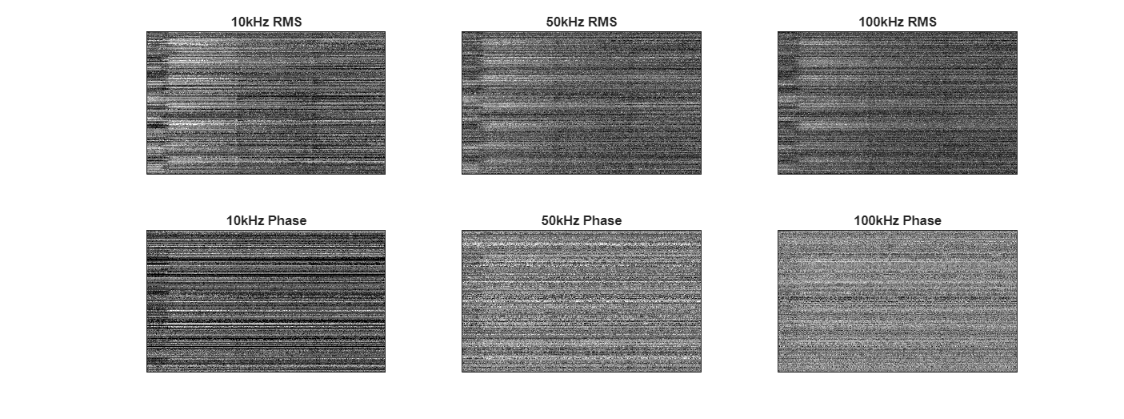 10kHz RMS
50kHz RMS
100kHz RMS
10kHz Phase
50kHz Phase
100kHz Phase